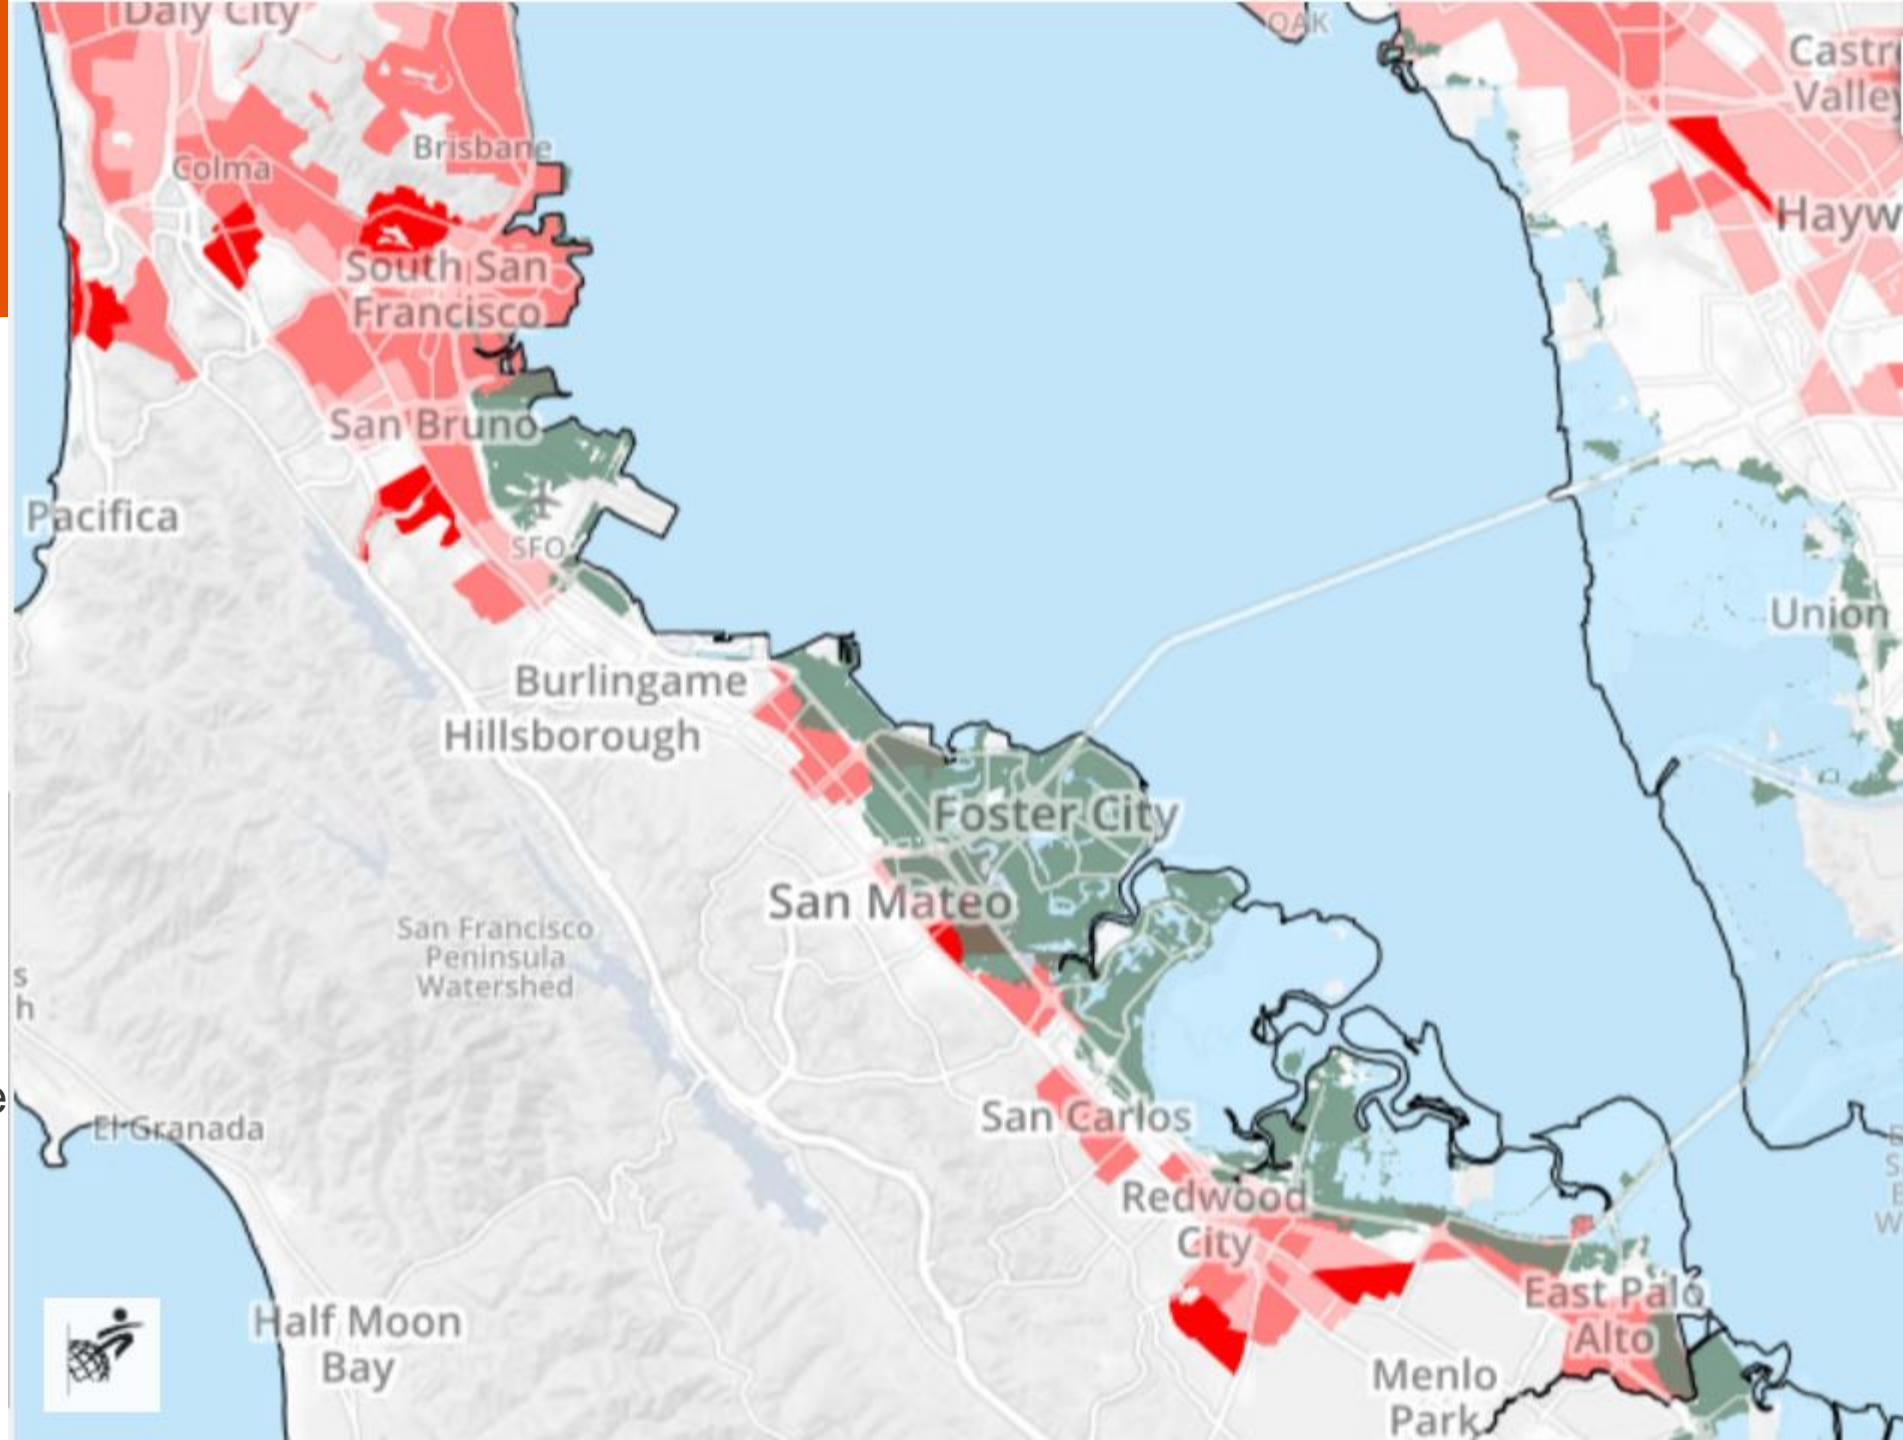 Daly City
OAK
Castr
Valley
Brisbane
Colma
Hayw
South San
Francisco
San Bruno
Pacifica
SFO
Union
Burlingame
Hillsborough
Foster City
San Mateo
San Francisco
Peninsula
Watershed
s
h
e
San Carlos
El Granada
Redwood
City
East Palo
Alto
Half Moon
Bay
Menlo
Park